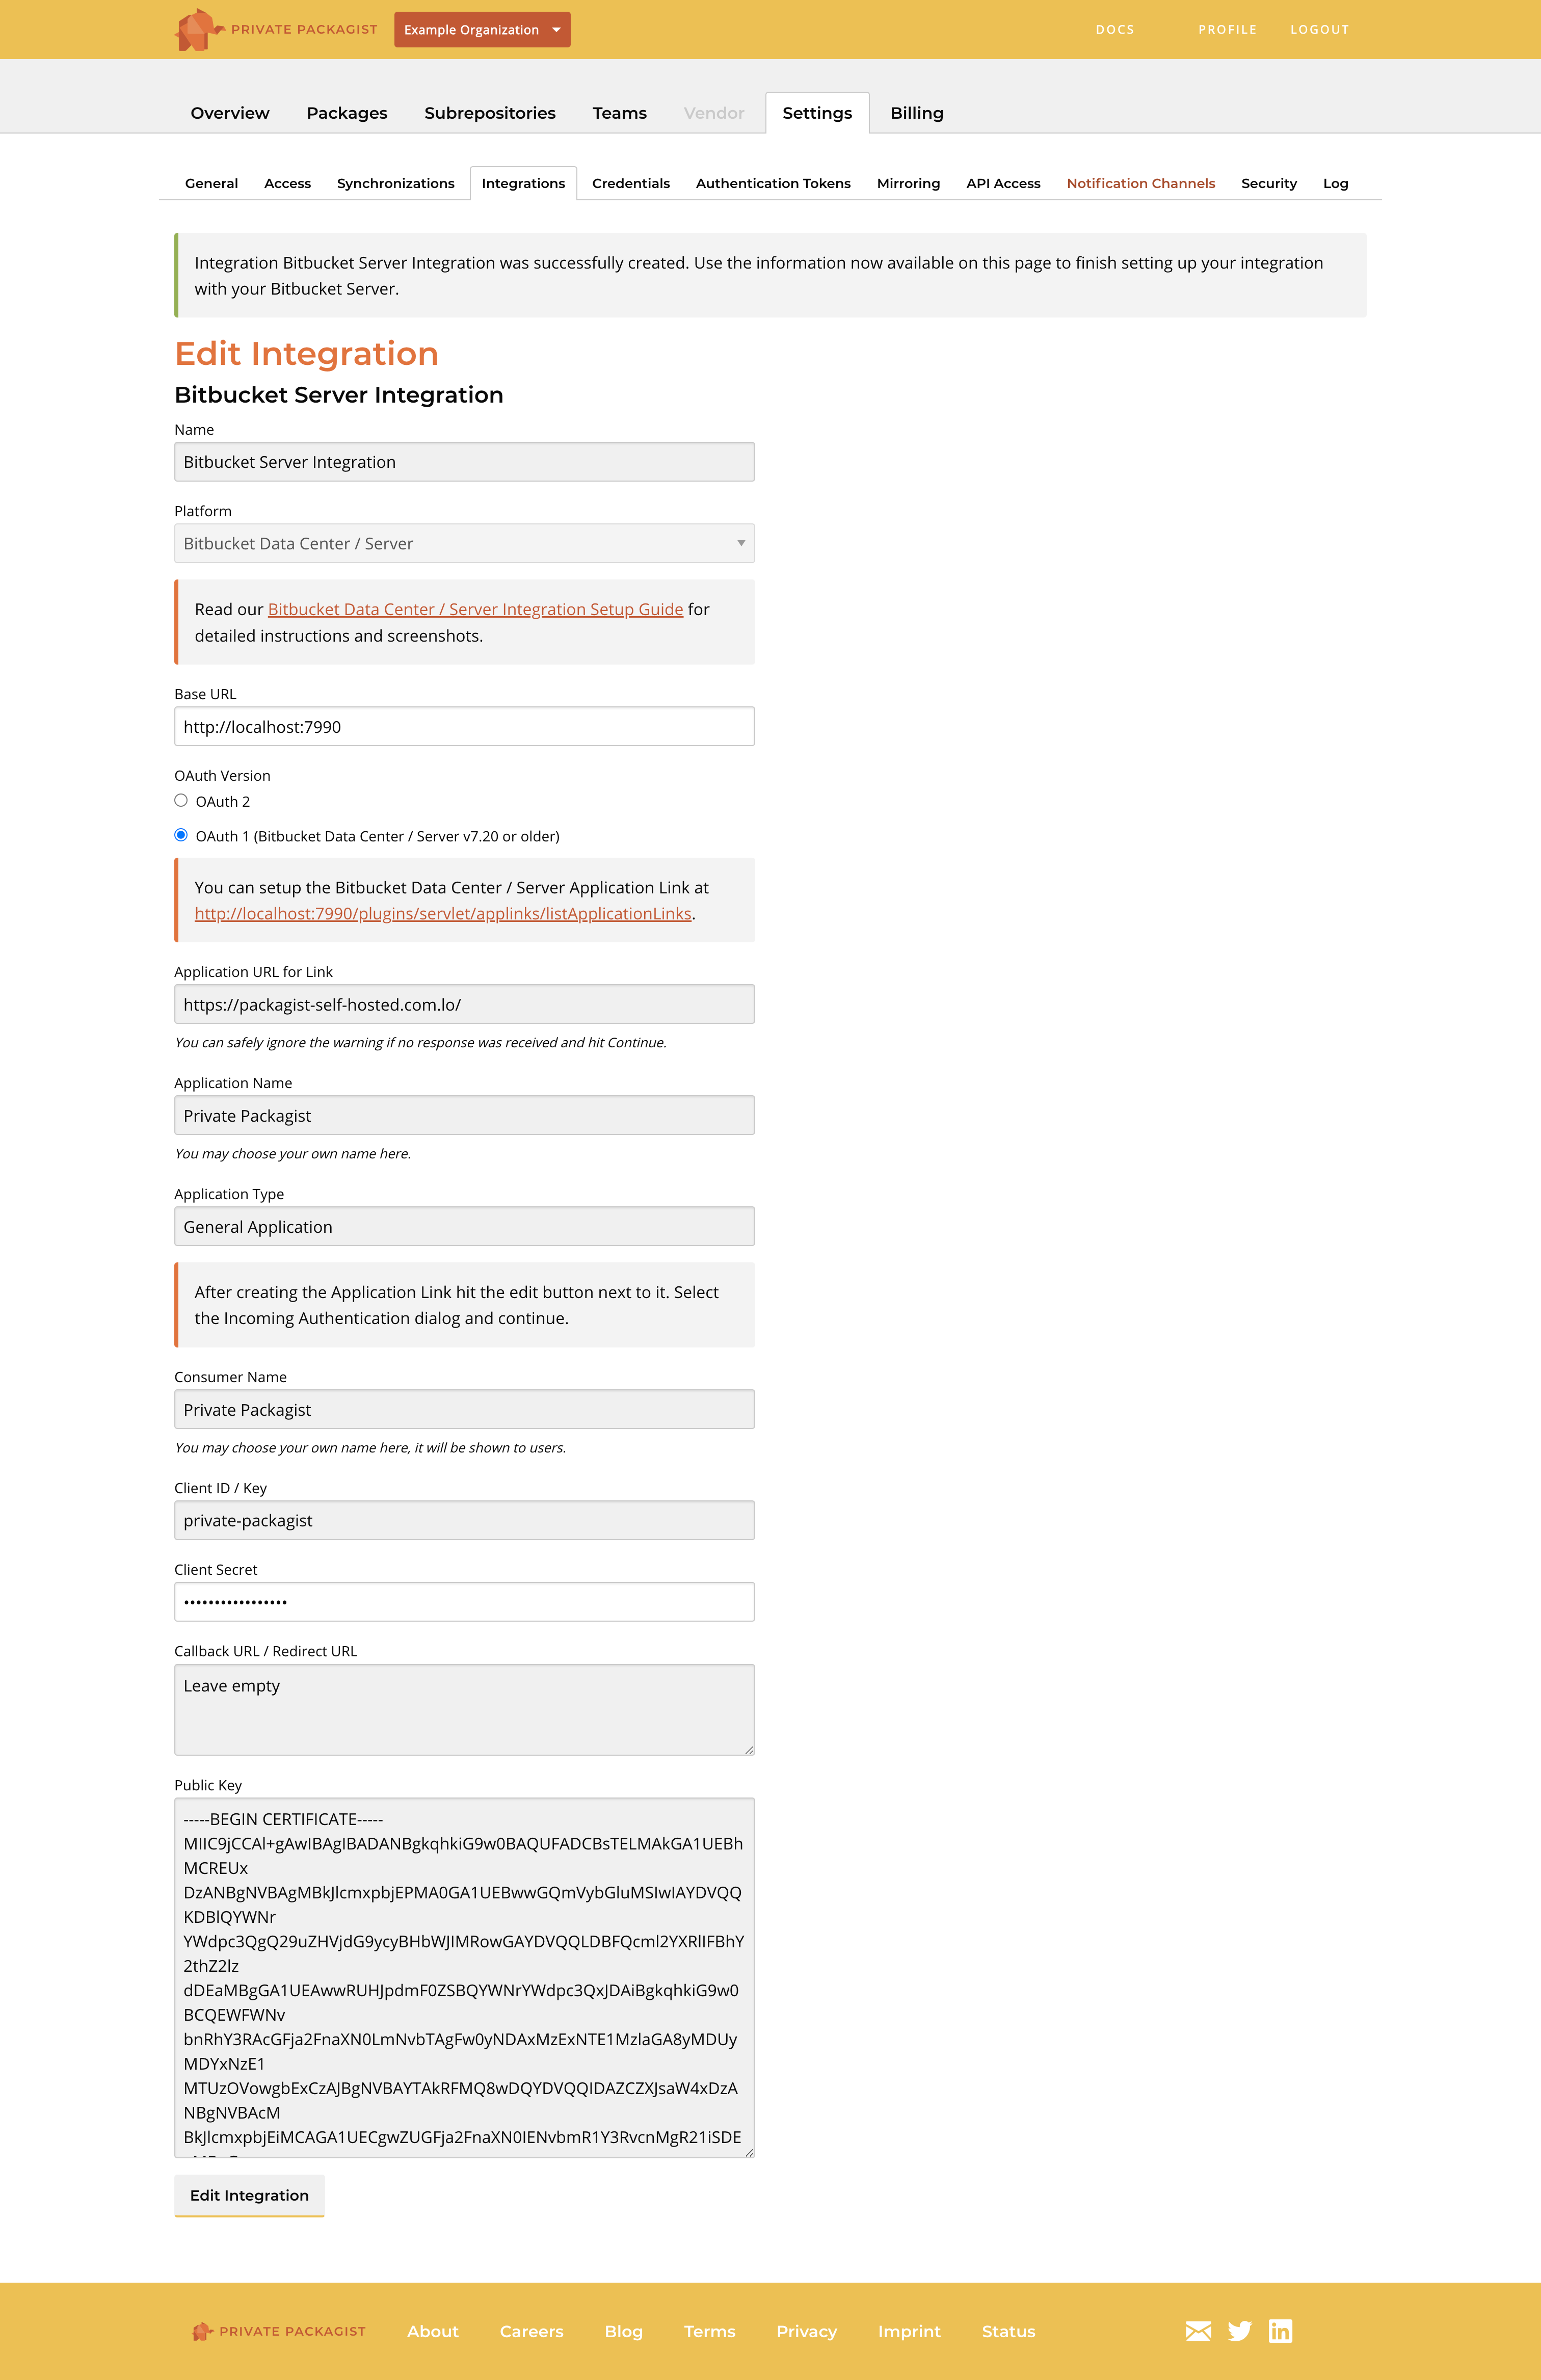 PRIVATE PACKAGIST
Example Organization
DOCS
PROFILE
LOGOUT
Overview
Packages
Subrepositories
Teams
Vendor
Settings
Billing
General
Access
Synchronizations
Integrations
Credentials
Authentication Tokens
Mirroring
API Access
Notification Channels
Security
Log
Integration Bitbucket Server Integration was successfully created. Use the information now available on this page to finish setting up your integration
with your Bitbucket Server.
Edit Integration
Bitbucket Server Integration
Name
Bitbucket Server Integration
Platform
Bitbucket Data Center / Server
Read our Bitbucket Data Center / Server Integration Setup Guide for
detailed instructions and screenshots.
Base URL
http://localhost:7990
OAuth Version
OAuth 2
OAuth 1 (Bitbucket Data Center / Server v7.20 or older)
You can setup the Bitbucket Data Center / Server Application Link at
http://localhost:7990/plugins/servlet/applinks/listApplicationLinks.
Application URL for Link
https://packagist-self-hosted.com.lo/
You can safely ignore the warning if no response was received and hit Continue.
Application Name
Private Packagist
You may choose your own name here.
Application Type
General Application
After creating the Application Link hit the edit button next to it. Select
the Incoming Authentication dialog and continue.
Consumer Name
Private Packagist
You may choose your own name here, it will be shown to users.
Client ID / Key
private-packagist
Client Secret
•••••••••••••••••
Callback URL / Redirect URL
Leave empty
Public Key
-----BEGIN CERTIFICATE-----
MIIC9jCCAl+gAwIBAgIBADANBgkqhkiG9w0BAQUFADCBsTELMAkGA1UEBh
MCREUx
DzANBgNVBAgMBkJlcmxpbjEPMA0GA1UEBwwGQmVybGluMSIwIAYDVQQ
KDBlQYWNr
YWdpc3QgQ29uZHVjdG9ycyBHbWJIMRowGAYDVQQLDBFQcml2YXRlIFBhY
2thZ2lz
dDEaMBgGA1UEAwwRUHJpdmF0ZSBQYWNrYWdpc3QxJDAiBgkqhkiG9w0
BCQEWFWNv
bnRhY3RAcGFja2FnaXN0LmNvbTAgFw0yNDAxMzExNTE1MzlaGA8yMDUy
MDYxNzE1
MTUzOVowgbExCzAJBgNVBAYTAkRFMQ8wDQYDVQQIDAZCZXJsaW4xDzA
NBgNVBAcM
BkJlcmxpbjEiMCAGA1UECgwZUGFja2FnaXN0IENvbmR1Y3RvcnMgR21iSDE
Edit Integration
PRIVATE PACKAGIST
About
Careers
Blog
Terms
Privacy
Imprint
Status